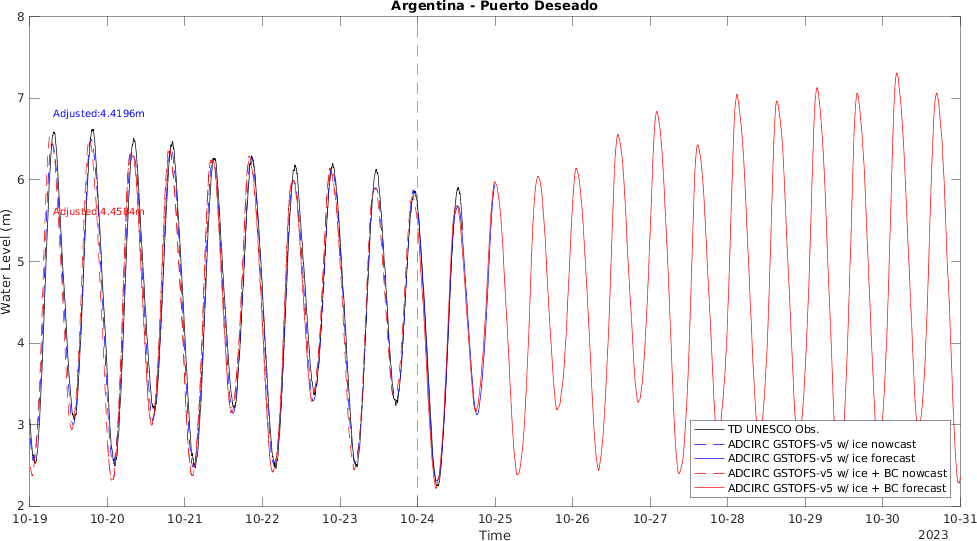 Argentina - Puerto Deseado
8
7
6
5
4
3
2
Water Level (m)
Adjusted:4.4196m
Adjusted:4.4584m
TD UNESCO Obs.
ADCIRC GSTOFS-v5 w/ ice nowcast
ADCIRC GSTOFS-v5 w/ ice forecast
ADCIRC GSTOFS-v5 w/ ice + BC nowcast
ADCIRC GSTOFS-v5 w/ ice + BC forecast
10-19 10-20 10-21 10-22 10-23 10-24 10-25 10-26 10-27 10-28 10-29 10-30 10-31
Time
2023